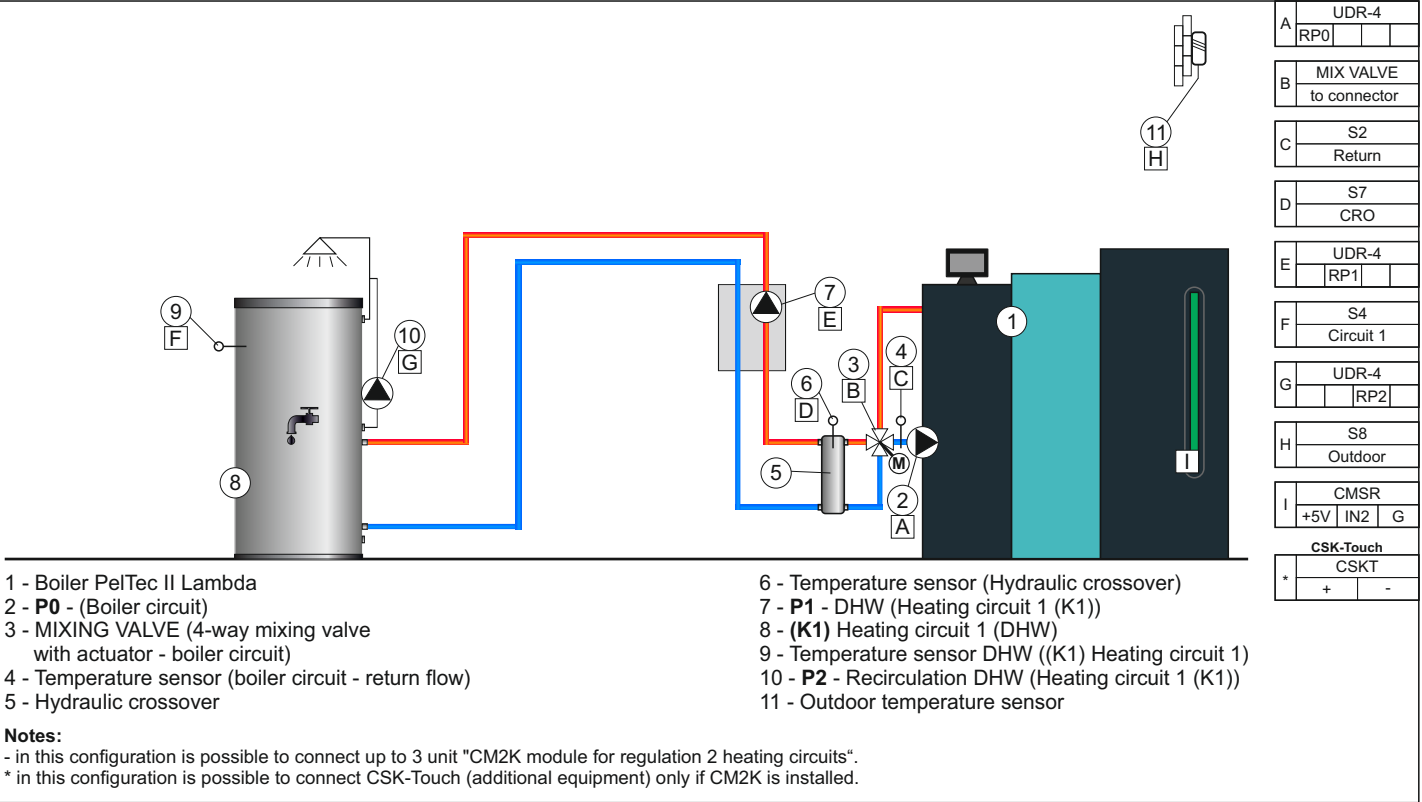 A
UDR-4
RP0
B
MIX VALVE
to connector
C
S2
Return
D
S7
CRO
E
UDR-4
RP1
F
S4
Circuit 1
G
UDR-4
RP2
H
S8
Outdoor
I
CMSR
+5V IN2 G
CSK-Touch
*
CSKT
+ -
11
H
9
F
10
G
7
E
1
3
B
4
C
6
D
5
M
8
2
A
I
1 - Boiler PelTec II Lambda
2 - P0 - (Boiler circuit)
3 - MIXING VALVE (4-way mixing valve
with actuator - boiler circuit)
4 - Temperature sensor (boiler circuit - return flow)
5 - Hydraulic crossover
6 - Temperature sensor (Hydraulic crossover)
7 - P1 - DHW (Heating circuit 1 (K1))
8 - (K1) Heating circuit 1 (DHW)
9 - Temperature sensor DHW ((K1) Heating circuit 1)
10 - P2 - Recirculation DHW (Heating circuit 1 (K1))
11 - Outdoor temperature sensor
Notes:
- in this configuration is possible to connect up to 3 unit "CM2K module for regulation 2 heating circuits“.
* in this configuration is possible to connect CSK-Touch (additional equipment) only if CM2K is installed.